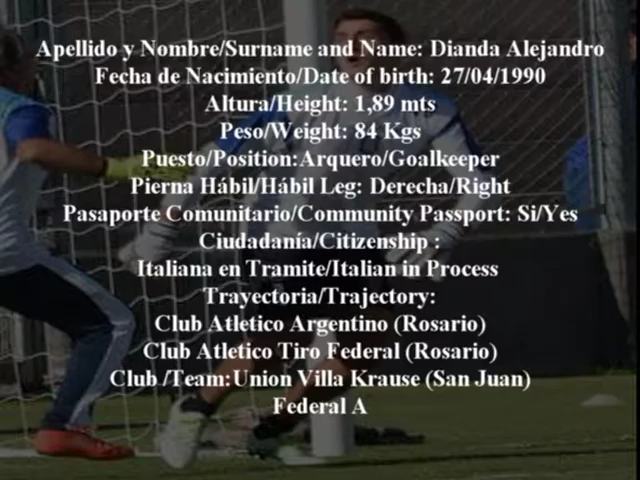 Apellido y Nombre/Surname and Name: Dianda Alejandro
Fecha de Nacimiento/Date of birth: 27/04/1990
Altura/Height: 1,89 mts
Peso/Weight: 84 Kgs
Puesto/Position:Arquero/Goalkeeper
Pierna Hábil/Hábil Leg: Derecha/Right
Pasaporte Comunitario/Community Passport: Si/Yes
Ciudadanía/Citizenship :
Italiana en Tramite/Italian in Process
Trayectoria/Trajectory:
Club Atletico Argentino (Rosario)
Club Atletico Tiro Federal (Rosario)
Club /Team:Union Villa Krause (San Juan)
Federal A